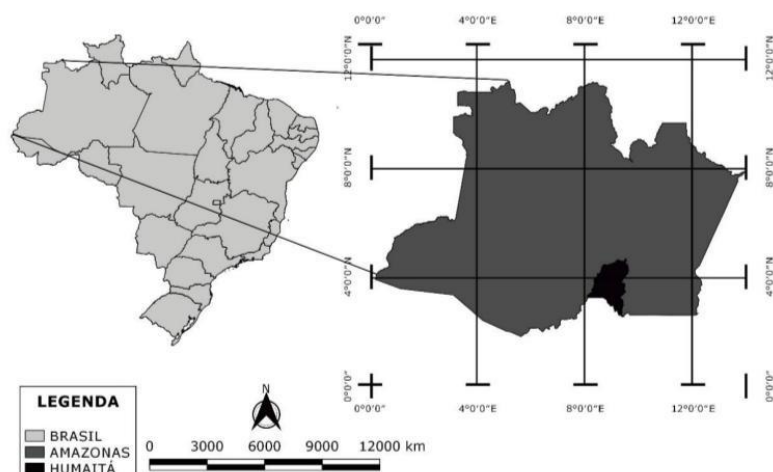 0°0'0" 4°0'0"N 8°0'0"N 12°0'0"N
12°0'0"N 12°0'0"N
8°0'0"N 8°0'0"N
4°0'0"N 4°0'0"N
0°0'0" 0°0'0"
0°0'0" 4°0'0"N 8°0'0"N 12°0'0"N
LEGENDA
BRASIL
AMAZONAS
HUMAITÁ
N
0 3000 6000 9000 12000 km